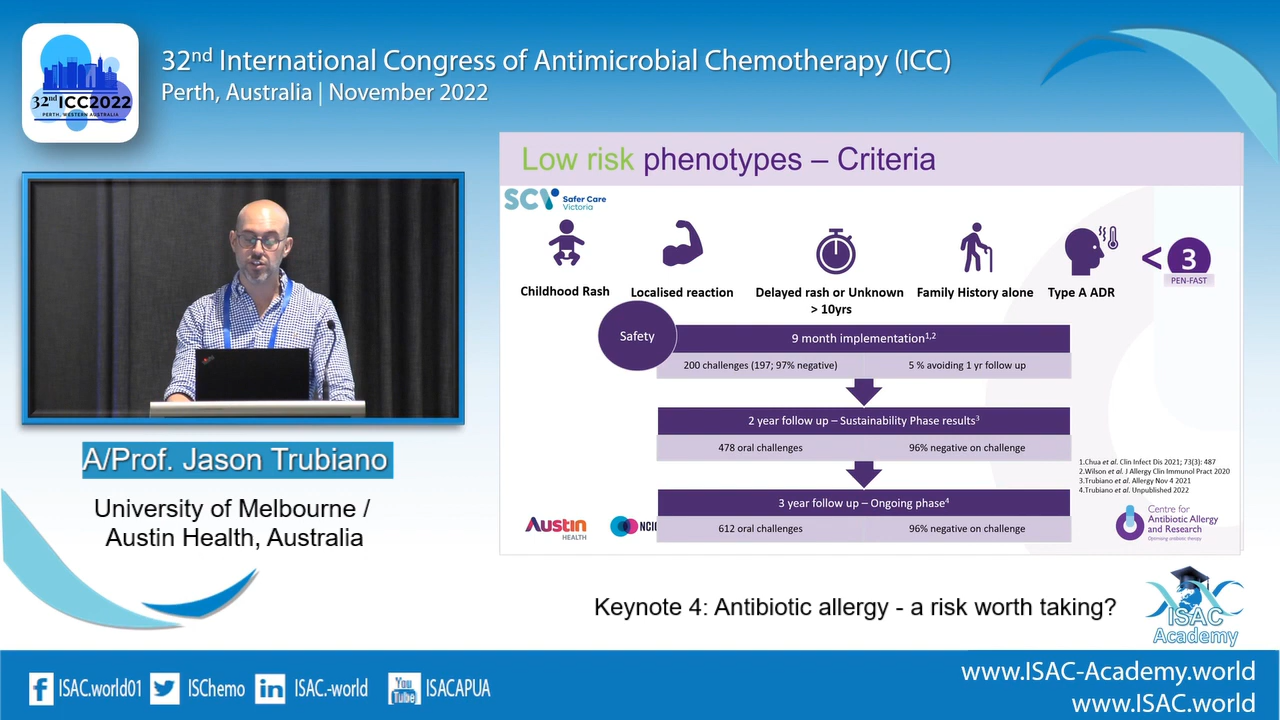 32nd International Congress of Antimicrobial Chemotherapy (ICC)
Perth, Australia | November 2022
32nd ICC2022
PERTH, WESTERN AUSTRALIA
Low risk phenotypes – Criteria
SCV Safer Care
Victoria
< 3
PEN-FAST
Childhood Rash
Localised reaction
Delayed rash or Unknown
> 10yrs
Family History alone
Type A ADR
Safety
9 month implementation1,2
200 challenges (197; 97% negative)
5 % avoiding 1 yr follow up
2 year follow up – Sustainability Phase results3
478 oral challenges
96% negative on challenge
3 year follow up – Ongoing phase4
612 oral challenges
96% negative on challenge
1.Chua et al. Clin Infect Dis 2021; 73(3): 487
2.Wilson et al. J Allergy Clin Immunol Pract 2020
3.Trubiano et al. Allergy Nov 4 2021
4.Trubiano et al. Unpublished 2022
Austin
HEALTH
NCIC
Centre for
Antibiotic Allergy
and Research
Optimising antibiotic therapy
A/Prof. Jason Trubiano
University of Melbourne /
Austin Health, Australia
Keynote 4: Antibiotic allergy - a risk worth taking?
ISAC
Academy
ISAC.world01
ISChemo
in ISAC.-world
You Tube ISACAPUA
www.ISAC-Academy.world
www.ISAC.world